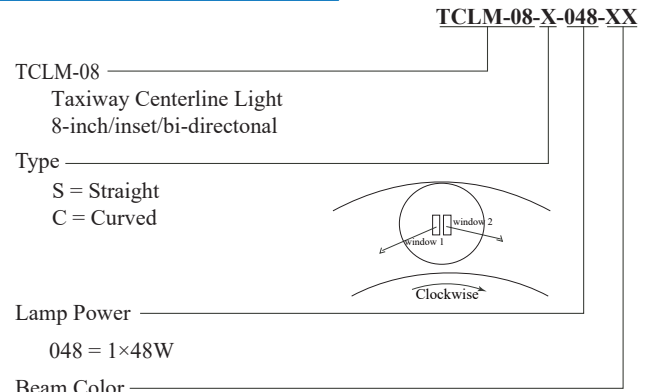 TCLM-08-X-048-XX
TCLM-08
Taxiway Centerline Light
8-inch/inset/bi-directonal
Type
S = Straight
C = Curved
window 2
window 1
Clockwise
Lamp Power
048 = 1×48W
Beam Color